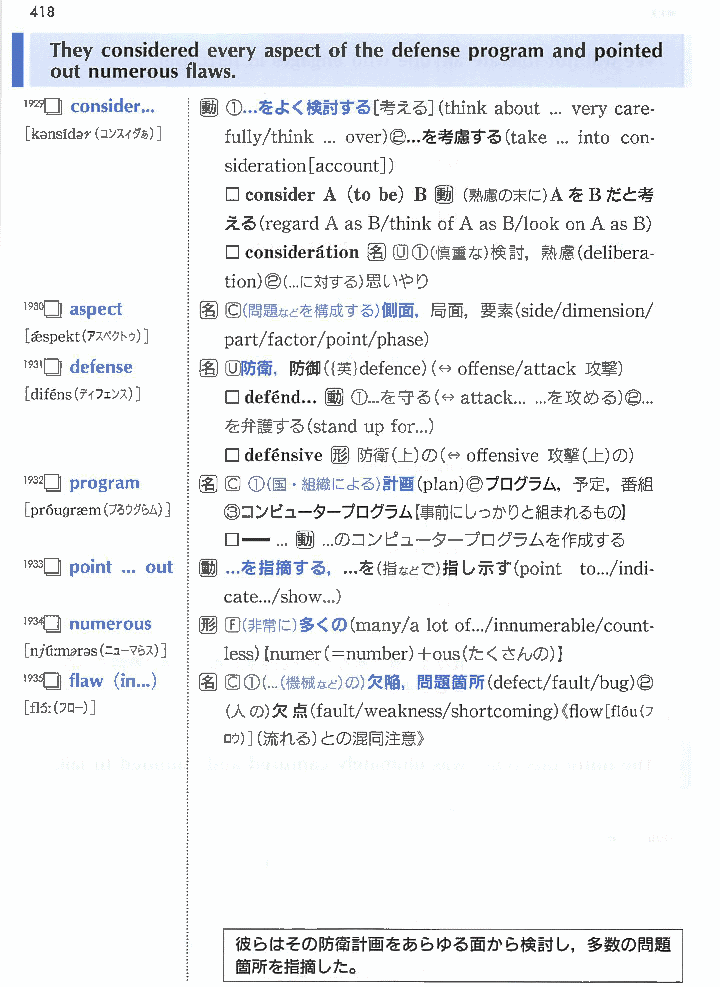 418
They considered every aspect of the defense program and pointed
out numerous flaws.
1929 □ consider... 動 ①...をよく検討する[考える](think about ... very care-
[kənsídər(コンスィダぁ)] fully/think ... over)②...を考慮する(take ... into con-
sideration[account])
□ consider A (to be) B 動 (熟慮の末に)AをBだと考
える(regard A as B/think of A as B/look on A as B)
□ considerátion 名 Ⓤ①(慎重な)検討，熟慮(delibera-
tion)②(...に対する)思いやり
1930 □ aspect 名 Ⓒ(問題などを構成する)側面，局面，要素(side/dimension/
[ǽspekt(アスペクトゥ)] part/factor/point/phase)
1931 □ defense 名 Ⓤ防衛，防御({英}defence)(↔ offense/attack 攻撃)
[diféns(ディフェンス)] □ defénd... 動 ①...を守る(↔ attack... ...を攻める)②...
を弁護する(stand up for...)
□ defénsive 形 防衛(上)の(↔ offensive 攻撃(上)の)
1932 □ program 名 Ⓒ ①(国・組織による)計画(plan)②プログラム，予定，番組
[próugræm(プろウグらム)] ③コンピュータープログラム【事前にしっかりと組まれるもの】
□━ ... 動 ...のコンピュータープログラムを作成する
1933 □ point ... out 動 ...を指摘する，...を(指などで)指し示す(point to.../indi-
cate.../show...)
1934 □ numerous 形 Ⓕ(非常に)多くの(many/a lot of.../innumerable/count-
[njú:mərəs(ニューマらス)] less)【numer(=number)+ous(たくさんの)】
1935 □ flaw (in...) 名 Ⓒ①(...(機械など)の)欠陥，問題箇所(defect/fault/bug)②
[flɔ́:(フロー)] (人の)欠点(fault/weakness/shortcoming)《flow[flóu(フ
ロウ)](流れる)との混同注意》
彼らはその防衛計画をあらゆる面から検討し，多数の問題
箇所を指摘した。